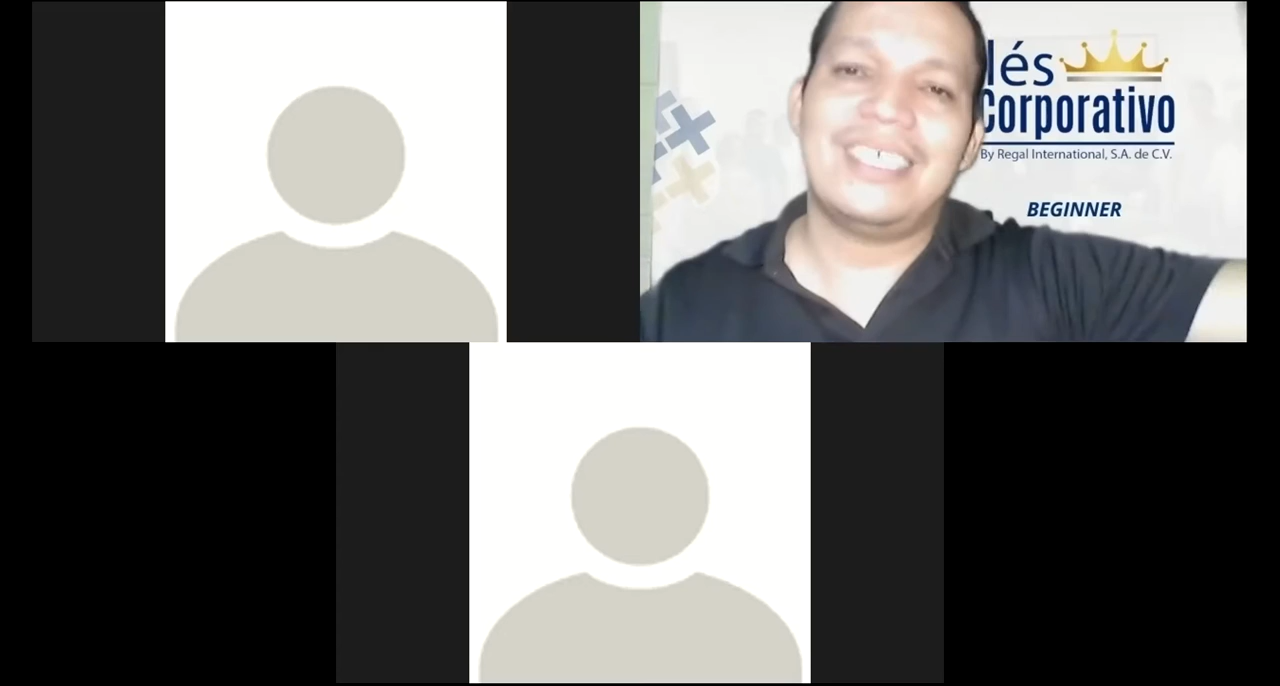 lés
Corporativo
By Regal International, S.A. de C.V.
BEGINNER